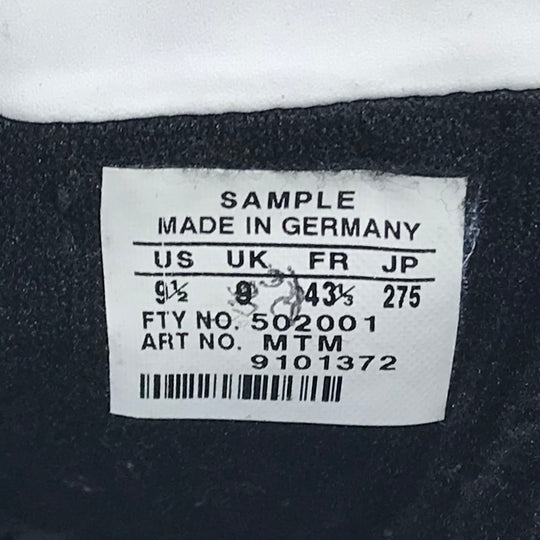 SAMPLE
MADE IN GERMANY
US UK FR JP
9½ 9 43⅓ 275
FTY NO. 502001
ART NO. MTM
9101372